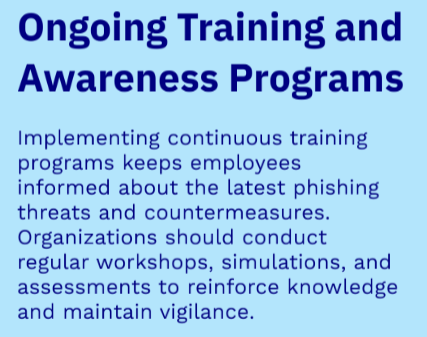 Ongoing Training and
Awareness Programs
Implementing continuous training
programs keeps employees
informed about the latest phishing
threats and countermeasures.
Organizations should conduct
regular workshops, simulations, and
assessments to reinforce knowledge
and maintain vigilance.